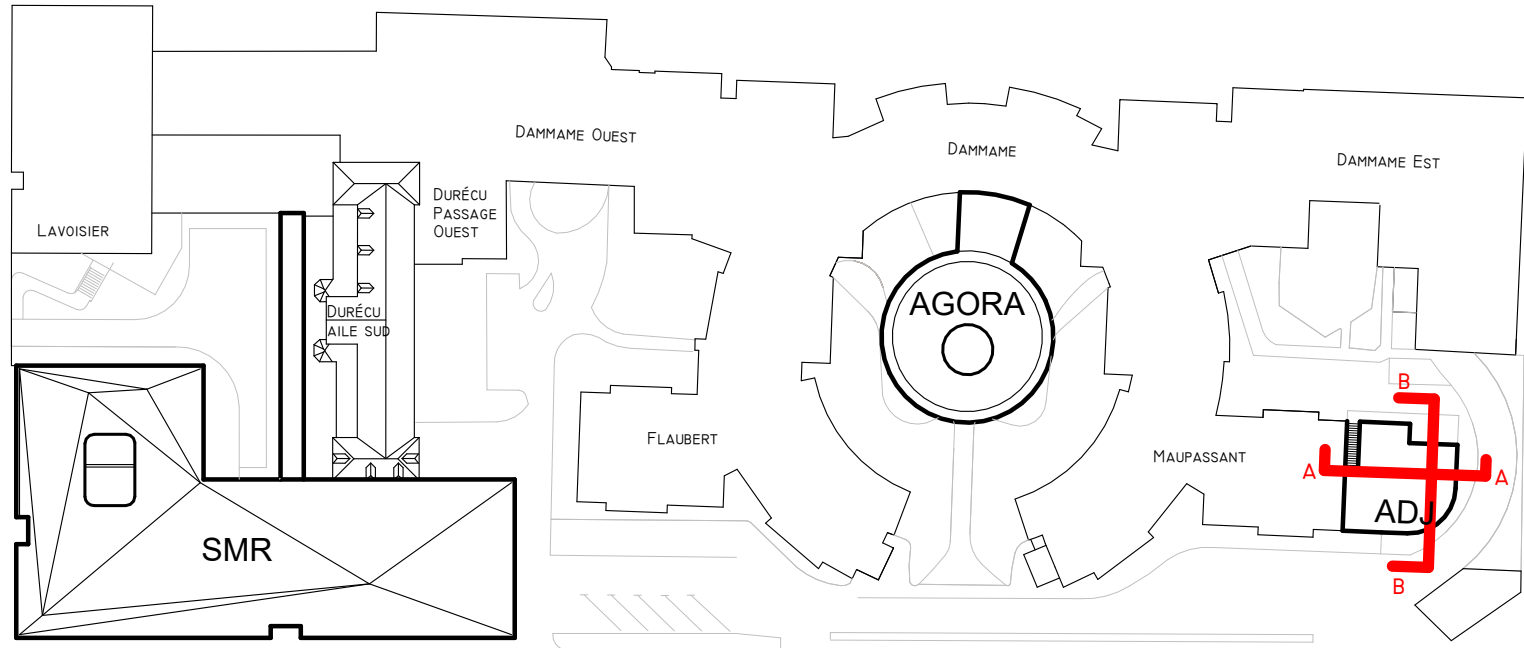 DAMMAME OUEST
DAMMAME
DAMMAME EST
DURÉCU
PASSAGE
OUEST
LAVOISIER
AGORA
DURÉCU
AILE SUD
B
FLAUBERT
MAUPASSANT
A
A
ADJ
SMR
B